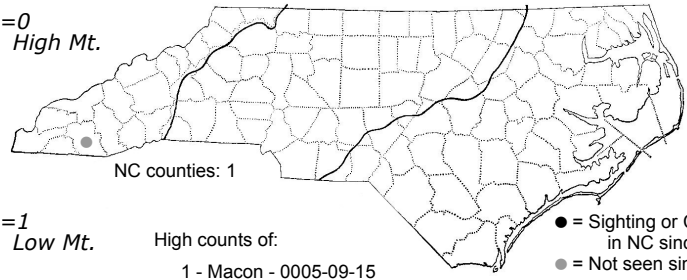 =0
High Mt.
NC counties: 1
=1
Low Mt.
High counts of:
1 - Macon - 0005-09-15
● = Sighting or
in NC sinc
● = Not seen sin